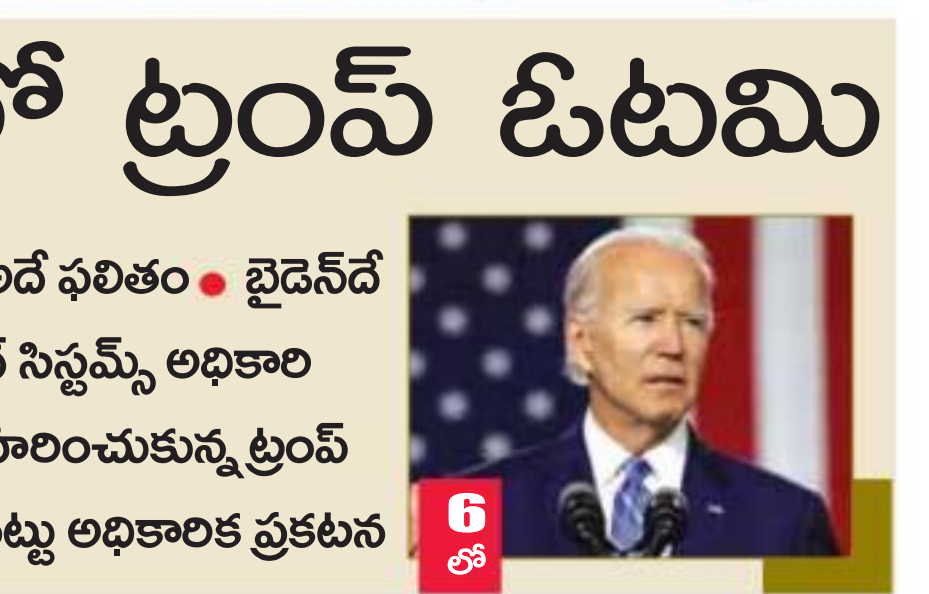 ట్రంప్ ఓటమి
ఫలితం ● బైడెన్‌దే
సిస్టమ్స్ అధికారి
ట్రంప్
అధికారిక ప్రకటన
6
లో